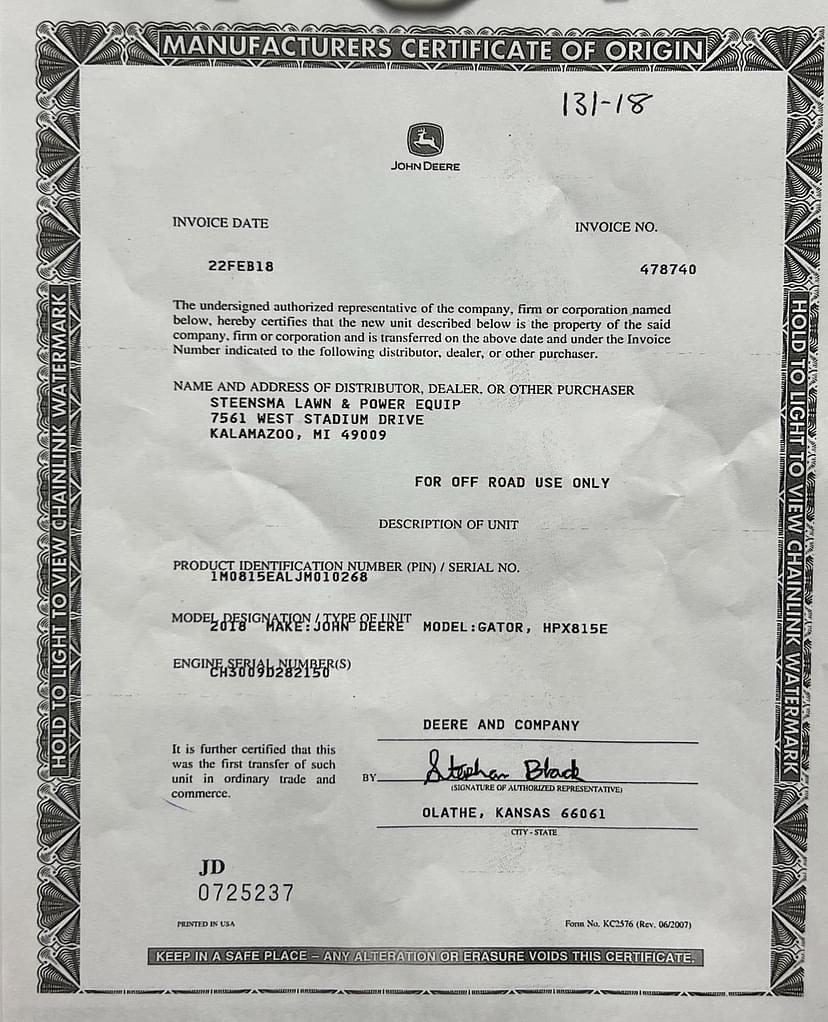 MANUFACTURERS CERTIFICATE OF ORIGIN
131-18
JOHN DEERE
INVOICE DATE
INVOICE NO.
22FEB18
478740
The undersigned authorized representative of the company, firm or corporation named
below, hereby certifies that the new unit described below is the property of the said
company, firm or corporation and is transferred on the above date and under the Invoice
Number indicated to the following distributor, dealer, or other purchaser.
NAME AND ADDRESS OF DISTRIBUTOR, DEALER, OR OTHER PURCHASER
STEENSMA LAWN & POWER EQUIP
7561 WEST STADIUM DRIVE
KALAMAZOO, MI 49009
FOR OFF ROAD USE ONLY
DESCRIPTION OF UNIT
PRODUCT IDENTIFICATION NUMBER (PIN) / SERIAL NO.
1M0815EALJM010268
MODEL DESIGNATION / TYPE OF UNIT
2018 MAKE:JOHN DEERE MODEL:GATOR, HPX815E
ENGINE SERIAL NUMBER(S)
CH3009D282150
DEERE AND COMPANY
It is further certified that this
was the first transfer of such
unit in ordinary trade and
commerce.
BY Stephan Black
(SIGNATURE OF AUTHORIZED REPRESENTATIVE)
OLATHE, KANSAS 66061
CITY - STATE
JD
0725237
PRINTED IN USA
Form No. KC2576 (Rev. 06/2007)
KEEP IN A SAFE PLACE – ANY ALTERATION OR ERASURE VOIDS THIS CERTIFICATE.
HOLD TO LIGHT TO VIEW CHAINLINK WATERMARK
HOLD TO LIGHT TO VIEW CHAINLINK WATERMARK